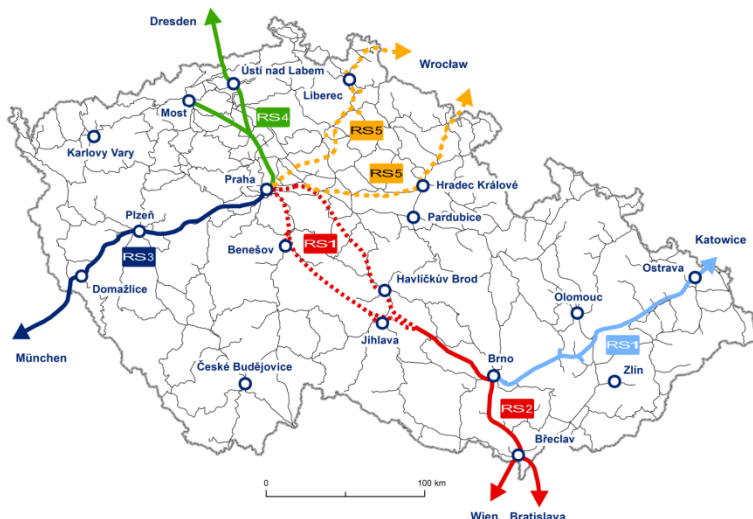 Dresden
Ústí nad Labem
Wrocław
Liberec
Most
RS4
RS5
Karlovy Vary
RS5
Praha
Hradec Králové
Plzeň
Pardubice
RS1
Benešov
Katowice
RS3
Ostrava
Domažlice
Havlíčkův Brod
Olomouc
Jihlava
RS1
München
Brno
České Budějovice
Zlín
RS2
Břeclav
0
100 km
Wien
Bratislava